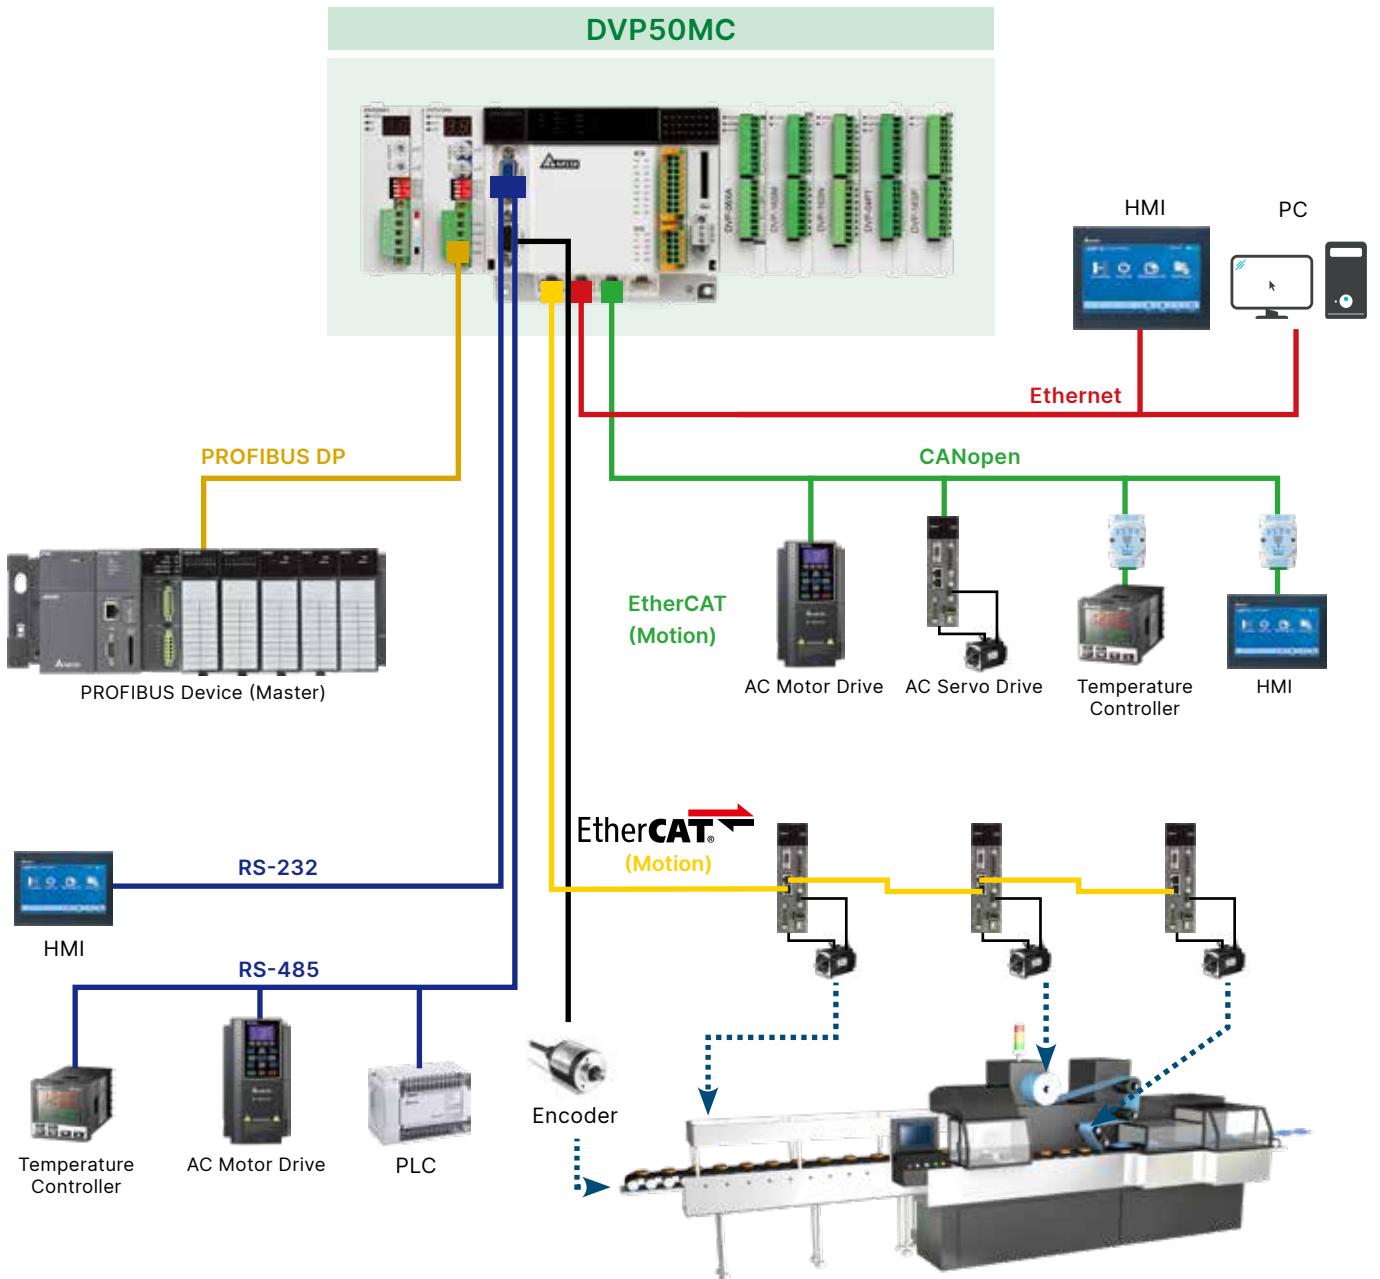 DVP50MC
HMI
PC
Ethernet
PROFIBUS DP
CANopen
EtherCAT
(Motion)
PROFIBUS Device (Master)
AC Motor Drive
AC Servo Drive
Temperature
Controller
HMI
EtherCAT®
(Motion)
RS-232
HMI
RS-485
Encoder
Temperature
Controller
AC Motor Drive
PLC